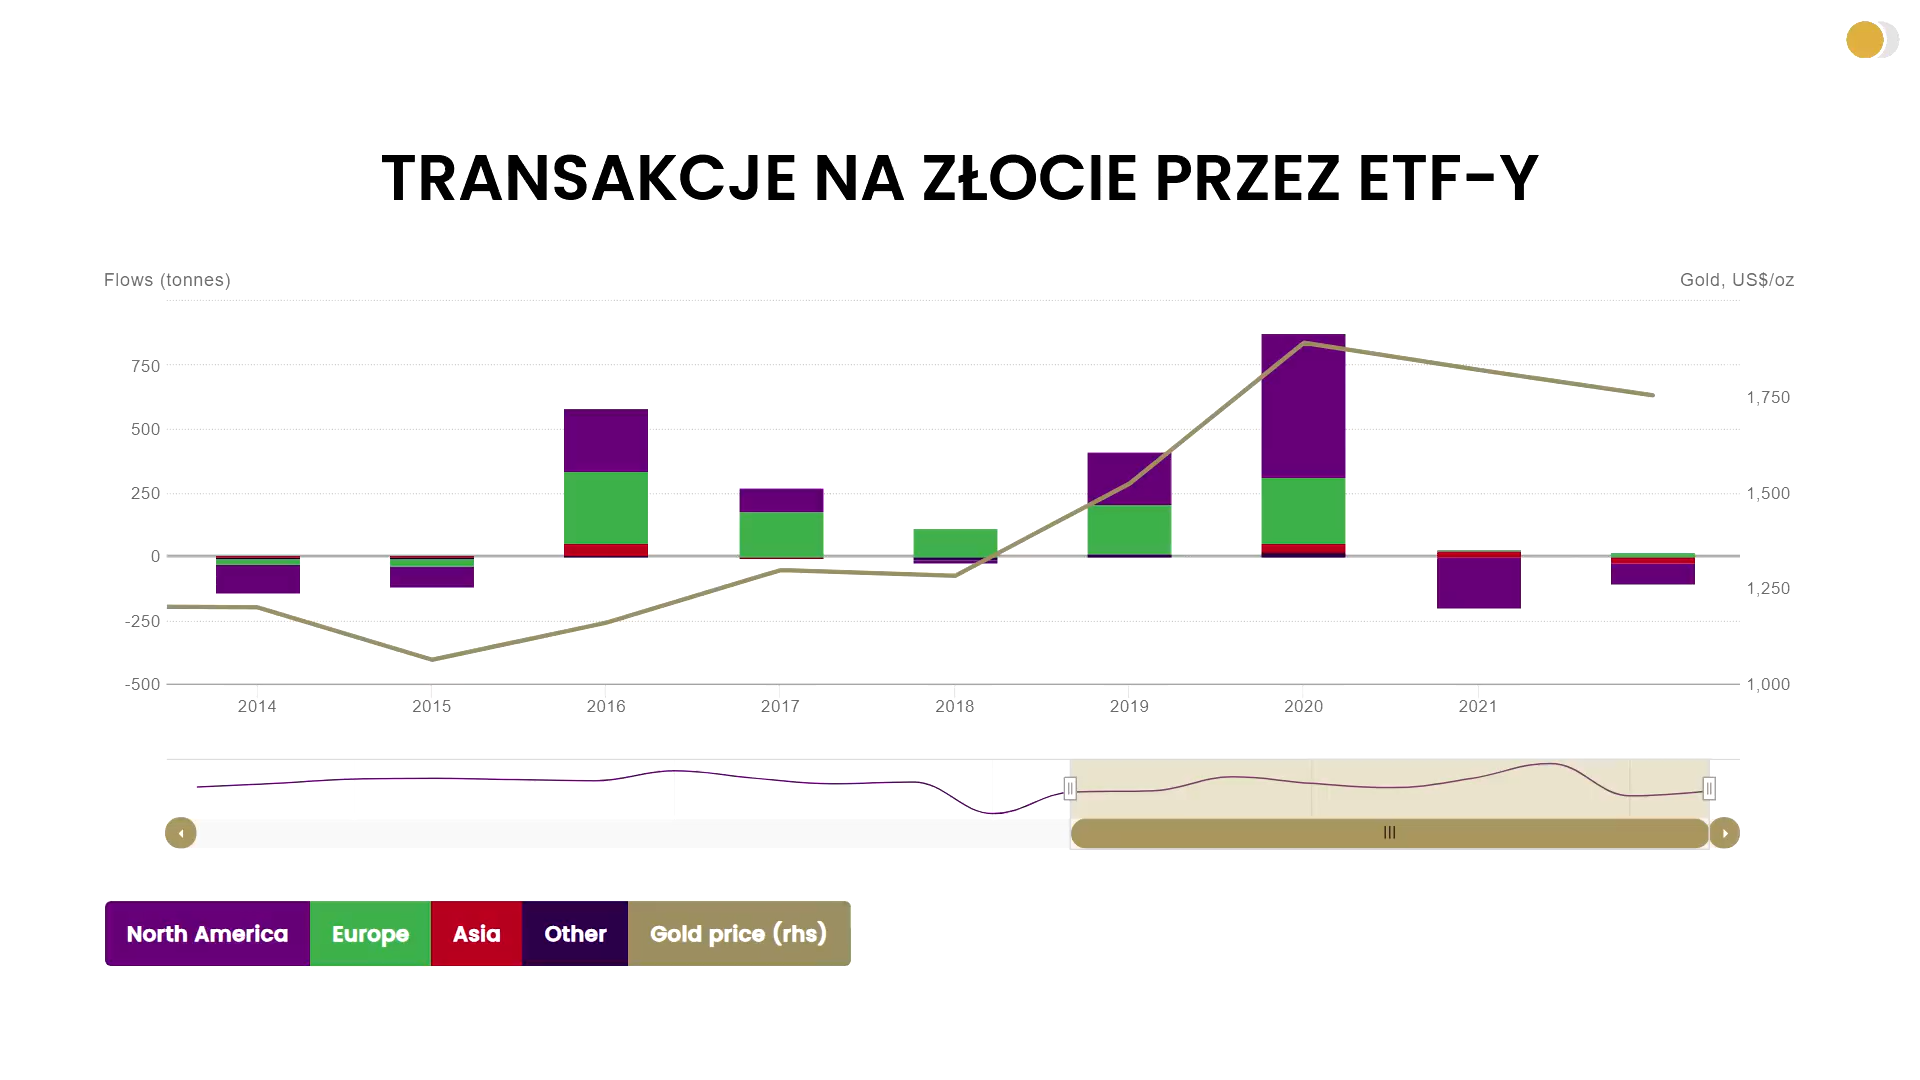 TRANSAKCJE NA ZŁOCIE PRZEZ ETF-Y
Flows (tonnes)
Gold, US$/oz
750
500
250
0
-250
-500
1,750
1,500
1,250
1,000
2014 2015 2016 2017 2018 2019 2020 2021
North America Europe Asia Other Gold price (rhs)